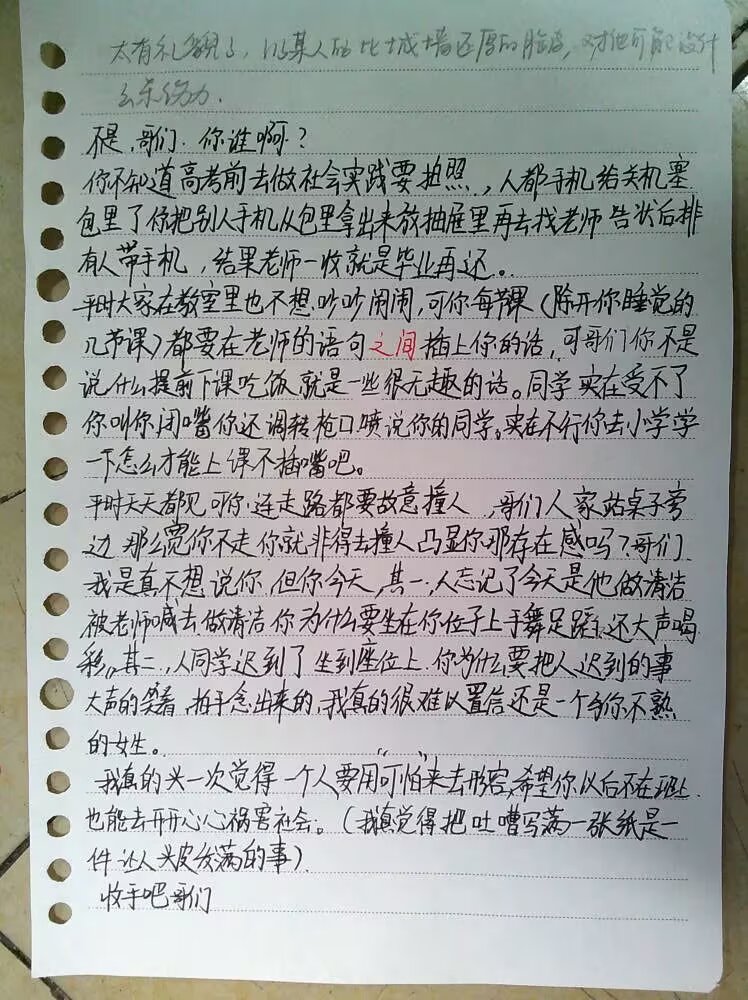 太有礼貌了，以某人的比城墙还厚的脸皮，对他可能没什
么杀伤力．
不是，哥们．你谁啊？
你不知道高考前去做社会实践要拍照，人都手机给关机塞
包里了你把别人手机从包里拿出来放抽屉里再去找老师告状后排
有人带手机，结果老师一收就是毕业再还。
平时大家在教室里也不想吵吵闹闹，可你每节课（除开你睡觉的
几节课）都要在老师的语句之间插上你的话，可哥们你不是
说什么提前下课吃饭就是一些很无趣的话。同学实在受不了
你叫你闭嘴你还调转枪口喷说你的同学。实在不行你去小学学
一下怎么才能上课不插嘴吧。
平时天天都见可你连走路都要故意撞人，哥们人家站桌子旁
边那么宽你不走你就非得去撞人凸显你那存在感吗？哥们
我是真不想说你，但你今天，其一，人忘记了今天是他做清洁
被老师喊去做清洁你为什么要坐在你位子上手舞足蹈，还大声喝
彩。其二，人同学迟到了坐到座位上，你为什么要把人迟到的事
大声的笑着，拍手念出来的，我真的很难以置信还是一个与你不熟
的女生。
我真的头一次觉得一个人要用“可怕”来去形容，希望你以后不在班上
也能去开开心心祸害社会。（我真觉得把吐嘈写满一张纸是一
件让人头皮发满的事）
收手吧哥们